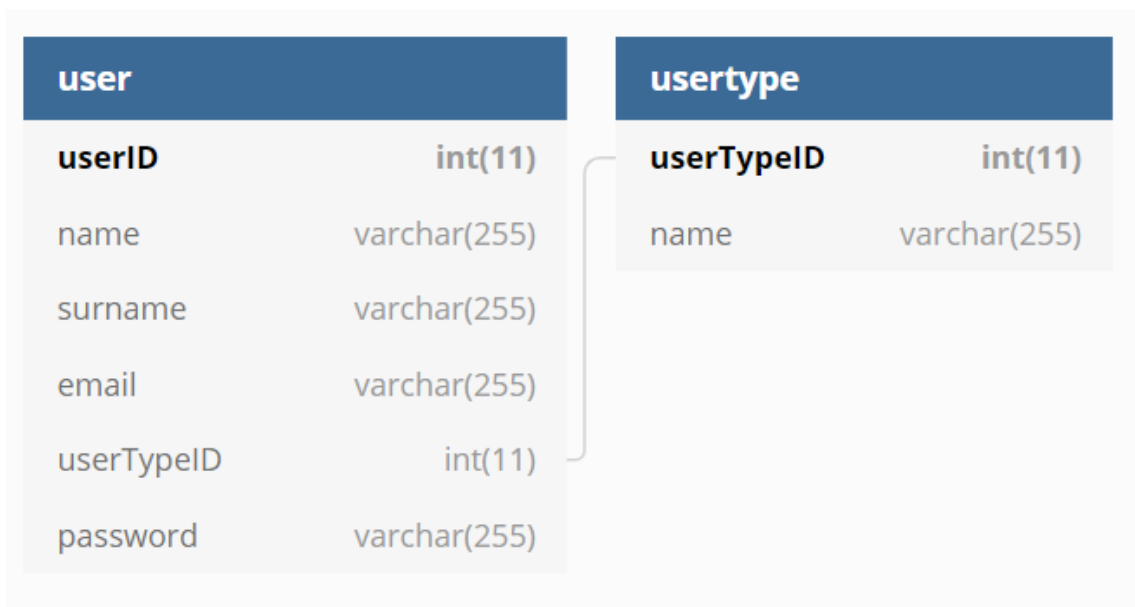 user
userID int(11)
name varchar(255)
surname varchar(255)
email varchar(255)
userTypeID int(11)
password varchar(255)
usertype
userTypeID int(11)
name varchar(255)